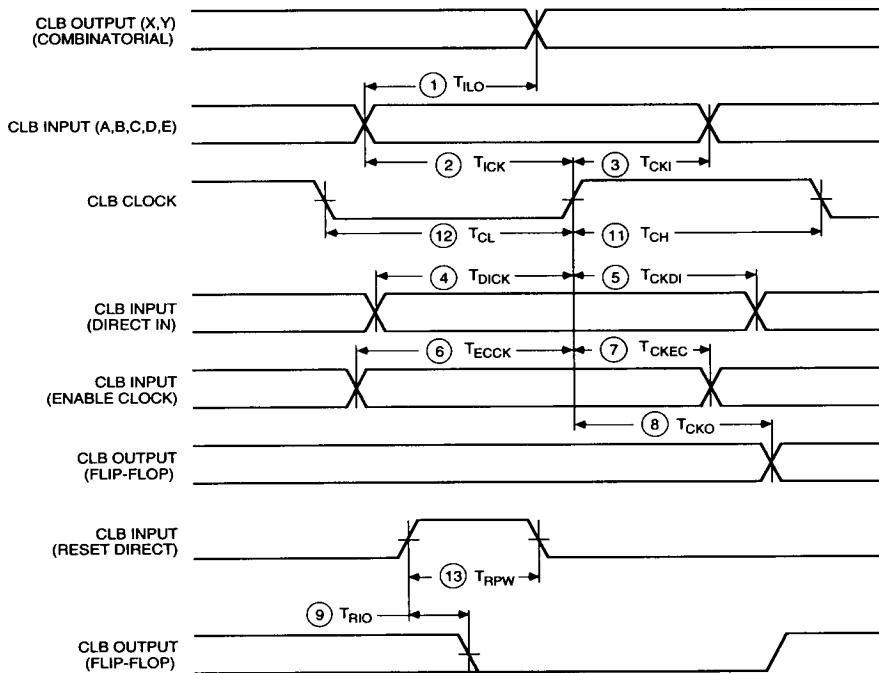 CLB OUTPUT (X,Y)
(COMBINATORIAL)
1 TILO
CLB INPUT (A,B,C,D,E)
2 TICK
3 TCKI
CLB CLOCK
12 TCL
11 TCH
4 TDICK
5 TCKDI
CLB INPUT
(DIRECT IN)
6 TECCK
7 TCKEC
CLB INPUT
(ENABLE CLOCK)
8 TCKO
CLB OUTPUT
(FLIP-FLOP)
CLB INPUT
(RESET DIRECT)
13 TRPW
9 TRIO
CLB OUTPUT
(FLIP-FLOP)